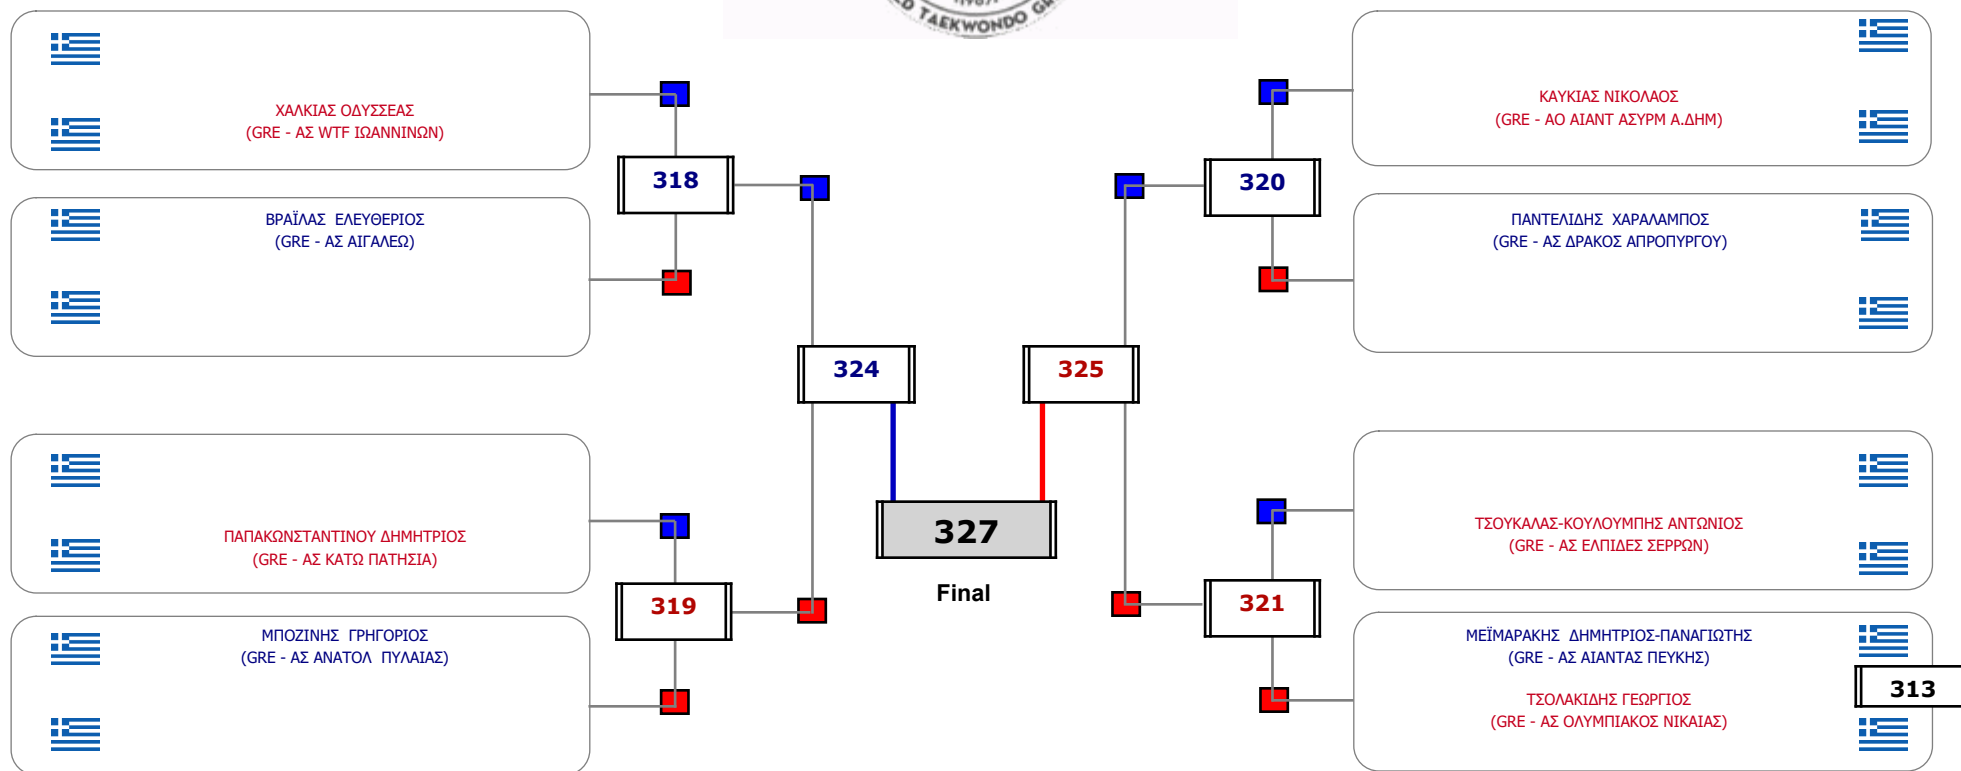 TAEKWONDO
ΧΑΛΚΙΑΣ ΟΔΥΣΣΕΑΣ
(GRE - ΑΣ WTF ΙΩΑΝΝΙΝΩΝ)
318
ΒΡΑΪΛΑΣ ΕΛΕΥΘΕΡΙΟΣ
(GRE - ΑΣ ΑΙΓΑΛΕΩ)
324
ΠΑΠΑΚΩΝΣΤΑΝΤΙΝΟΥ ΔΗΜΗΤΡΙΟΣ
(GRE - ΑΣ ΚΑΤΩ ΠΑΤΗΣΙΑ)
319
ΜΠΟΖΙΝΗΣ ΓΡΗΓΟΡΙΟΣ
(GRE - ΑΣ ΑΝΑΤΟΛ ΠΥΛΑΙΑΣ)
327
Final
ΚΑΥΚΙΑΣ ΝΙΚΟΛΑΟΣ
(GRE - ΑΟ ΑΙΑΝΤ ΑΣΥΡΜ Α.ΔΗΜ)
320
ΠΑΝΤΕΛΙΔΗΣ ΧΑΡΑΛΑΜΠΟΣ
(GRE - ΑΣ ΔΡΑΚΟΣ ΑΠΡΟΠΥΡΓΟΥ)
325
ΤΣΟΥΚΑΛΑΣ-ΚΟΥΛΟΥΜΠΗΣ ΑΝΤΩΝΙΟΣ
(GRE - ΑΣ ΕΛΠΙΔΕΣ ΣΕΡΡΩΝ)
321
ΜΕΪΜΑΡΑΚΗΣ ΔΗΜΗΤΡΙΟΣ-ΠΑΝΑΓΙΩΤΗΣ
(GRE - ΑΣ ΑΙΑΝΤΑΣ ΠΕΥΚΗΣ)
313
ΤΣΟΛΑΚΙΔΗΣ ΓΕΩΡΓΙΟΣ
(GRE - ΑΣ ΟΛΥΜΠΙΑΚΟΣ ΝΙΚΑΙΑΣ)